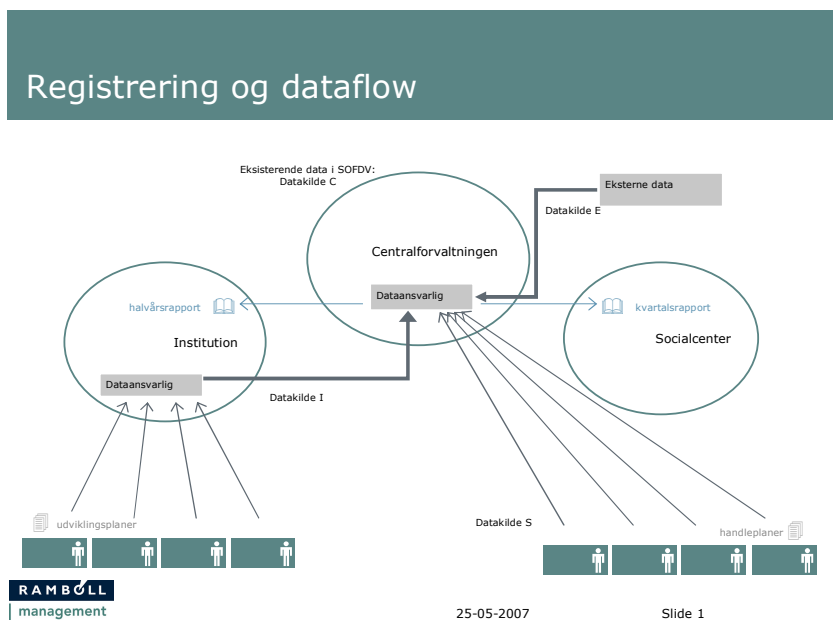 Registrering og dataflow
Eksisterende data i SOFDV:
Datakilde C
Eksterne data
Datakilde E
Centralforvaltningen
Dataansvarlig
halvårsrapport
kvartalsrapport
Institution
Socialcenter
Dataansvarlig
Datakilde I
udviklingsplaner
Datakilde S
handleplaner
RAMBØLL
management
25-05-2007
Slide 1